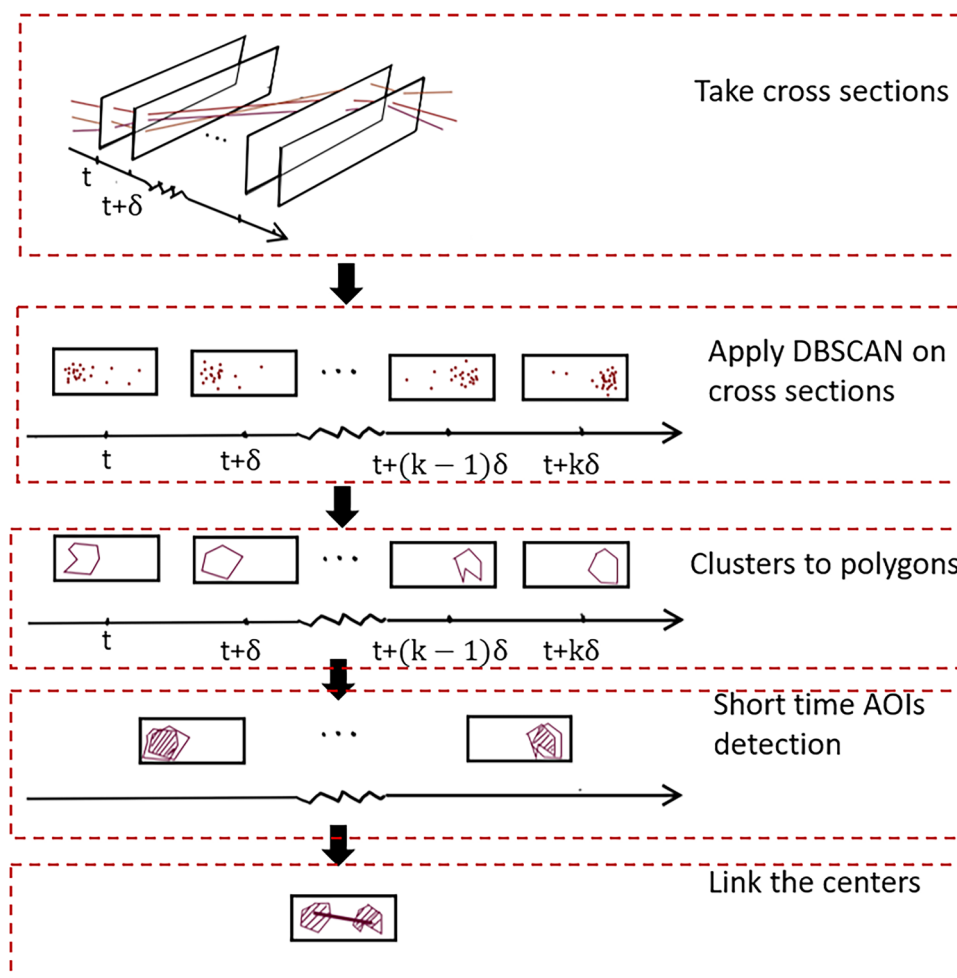 Take cross sections
...
t
t+δ
Apply DBSCAN on
cross sections
...
t
t+δ
t+(k − 1)δ
t+kδ
Clusters to polygons
...
t
t+δ
t+(k − 1)δ
t+kδ
Short time AOIs
detection
...
Link the centers